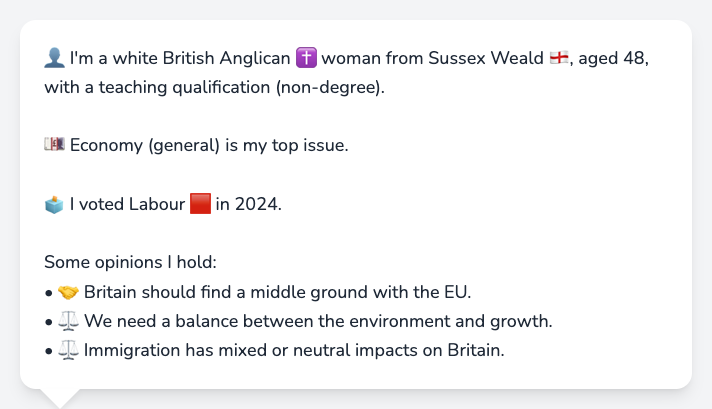 👤 I'm a white British Anglican ✝️ woman from Sussex Weald 🏴󠁧󠁢󠁥󠁮󠁧󠁿, aged 48,
with a teaching qualification (non-degree).
💷 Economy (general) is my top issue.
🗳️ I voted Labour 🟥 in 2024.
Some opinions I hold:
• 🤝 Britain should find a middle ground with the EU.
• ⚖️ We need a balance between the environment and growth.
• ⚖️ Immigration has mixed or neutral impacts on Britain.